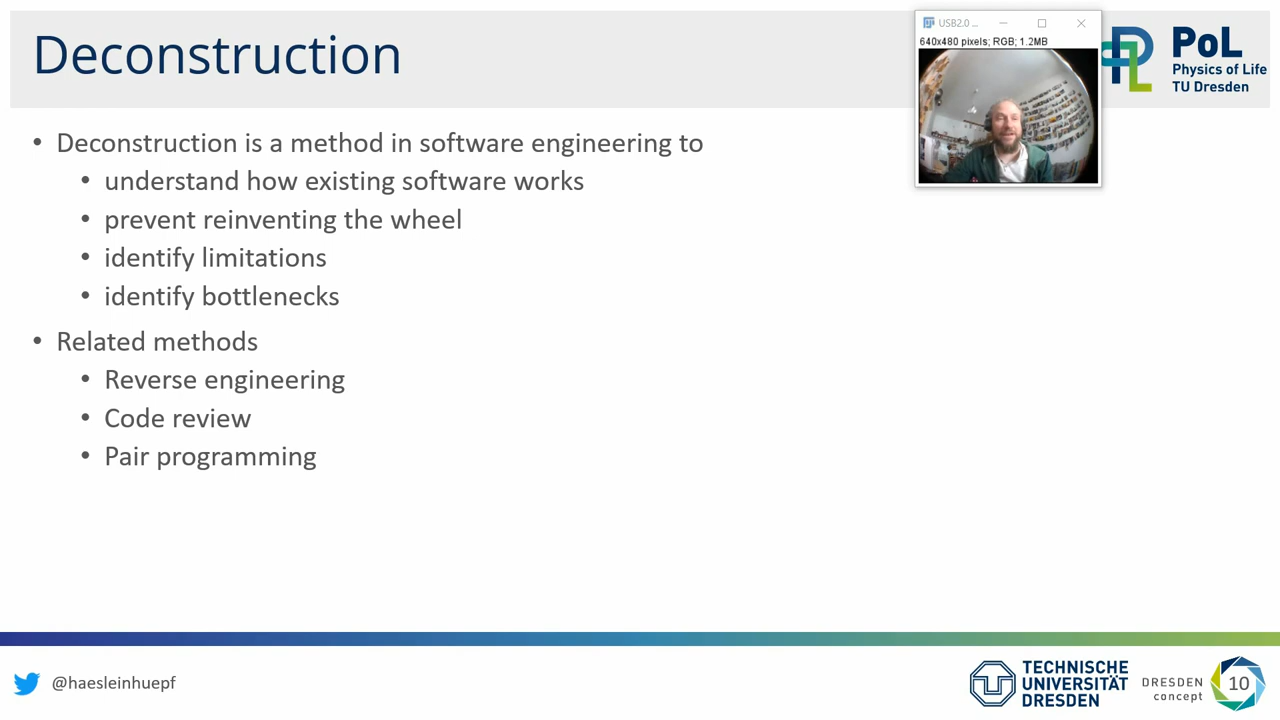 Deconstruction
USB2.0 ...
640x480 pixels; RGB; 1.2MB
PoL
Physics of Life
TU Dresden
• Deconstruction is a method in software engineering to
• understand how existing software works
• prevent reinventing the wheel
• identify limitations
• identify bottlenecks
• Related methods
• Reverse engineering
• Code review
• Pair programming
@haesleinhuepf
TECHNISCHE
UNIVERSITÄT
DRESDEN
DRESDEN
concept
10